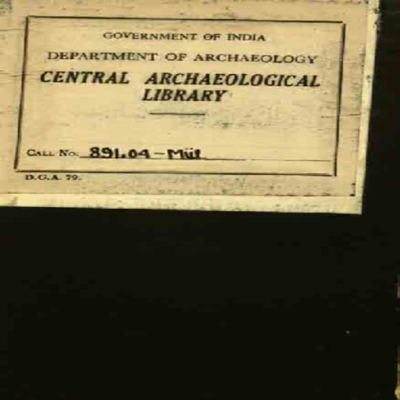 GOVERNMENT OF INDIA
DEPARTMENT OF ARCHAEOLOGY
CENTRAL ARCHAEOLOGICAL
LIBRARY
CALL No. 891.04-Mül
D.G.A. 79.